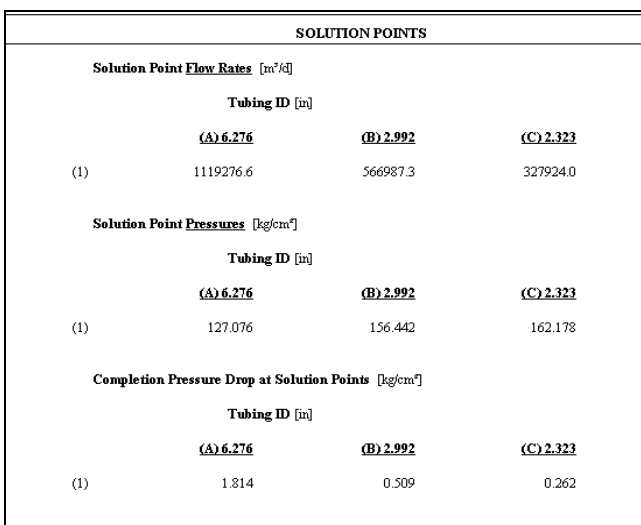 SOLUTION POINTS
Solution Point Flow Rates [m³/d]
Tubing ID [in]
(A) 6.276 (B) 2.992 (C) 2.323
(1) 1119276.6 566987.3 327924.0
Solution Point Pressures [kg/cm²]
Tubing ID [in]
(A) 6.276 (B) 2.992 (C) 2.323
(1) 127.076 156.442 162.178
Completion Pressure Drop at Solution Points [kg/cm²]
Tubing ID [in]
(A) 6.276 (B) 2.992 (C) 2.323
(1) 1.814 0.509 0.262